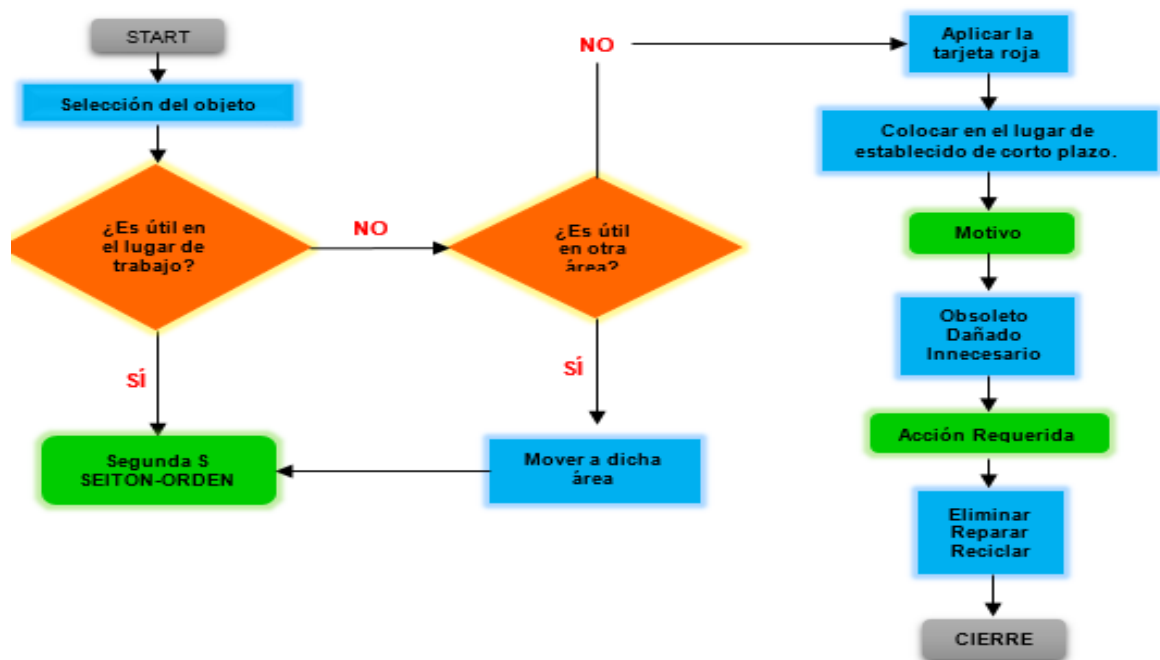 START
Selección del objeto
¿Es útil en
el lugar de
trabajo?
NO
SÍ
Segunda S
SEITON-ORDEN
¿Es útil
en otra
área?
NO
SÍ
Mover a dicha
área
Aplicar la
tarjeta roja
Colocar en el lugar de
establecido de corto plazo.
Motivo
Obsoleto
Dañado
Innecesario
Acción Requerida
Eliminar
Reparar
Reciclar
CIERRE